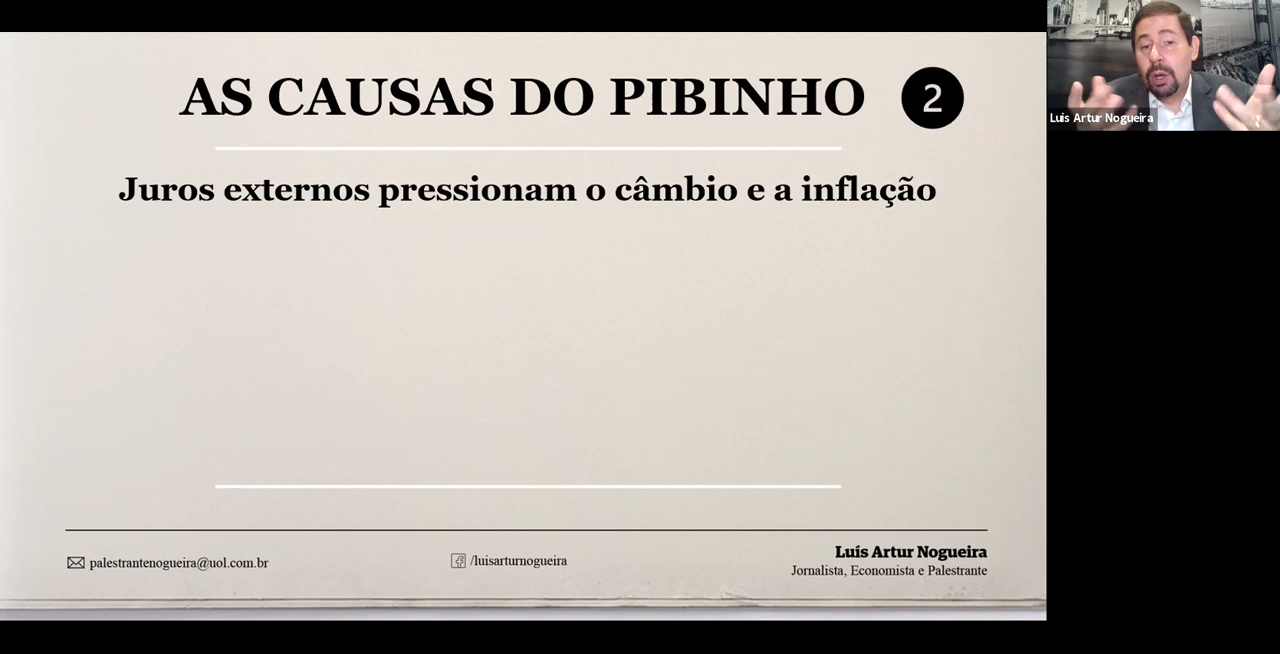 AS CAUSAS DO PIBINHO 2
Juros externos pressionam o câmbio e a inflação
palestrantenogueira@uol.com.br
/luisarturnogueira
Luís Artur Nogueira
Jornalista, Economista e Palestrante
Luis Artur Nogueira